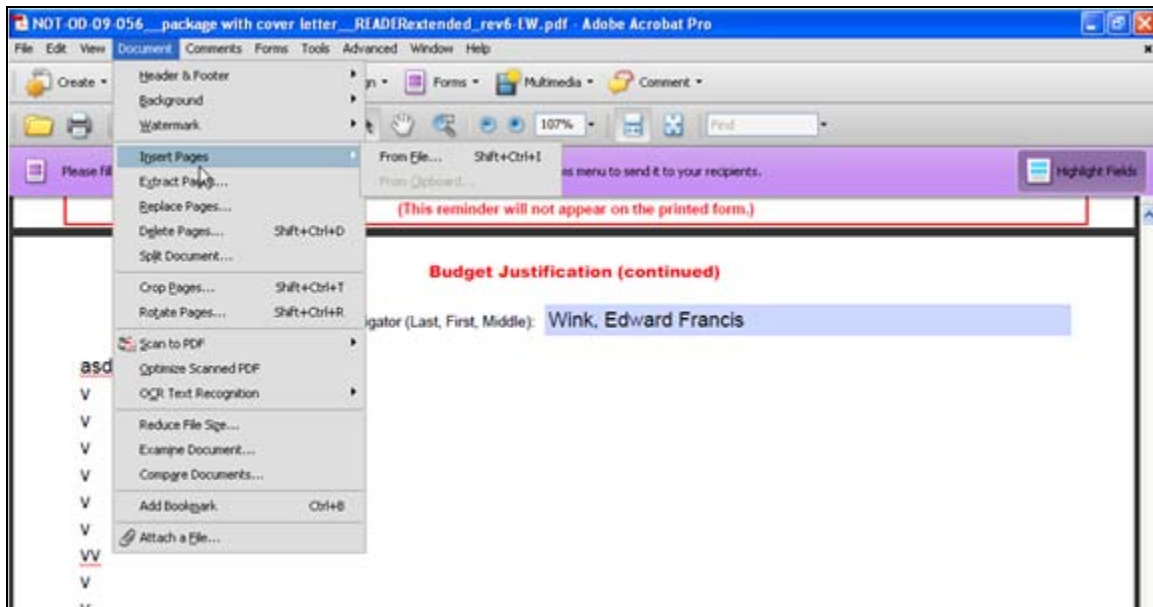 NOT-OD-09-056__package with cover letter__READERextended_rev6-EW.pdf - Adobe Acrobat Pro
File Edit View Document Comments Forms Tools Advanced Window Help
Create Forms Multimedia Comment
107% Find
Header & Footer
Background
Watermark
Insert Pages
From File... Shift+Ctrl+I
Please fil
as menu to send it to your recipients.
Highlight Fields
Extract Pages...
From Clipboard...
Replace Pages...
(This reminder will not appear on the printed form.)
Delete Pages... Shift+Ctrl+D
Split Document...
Budget Justification (continued)
Crop Pages... Shift+Ctrl+T
Rotate Pages... Shift+Ctrl+R
igator (Last, First, Middle): Wink, Edward Francis
Scan to PDF
asd
Optimize Scanned PDF
v
OCR Text Recognition
v
Reduce File Size...
v
Examine Document...
v
Compare Documents...
v
Add Bookmark Ctrl+B
v
Attach a File...
vv
v